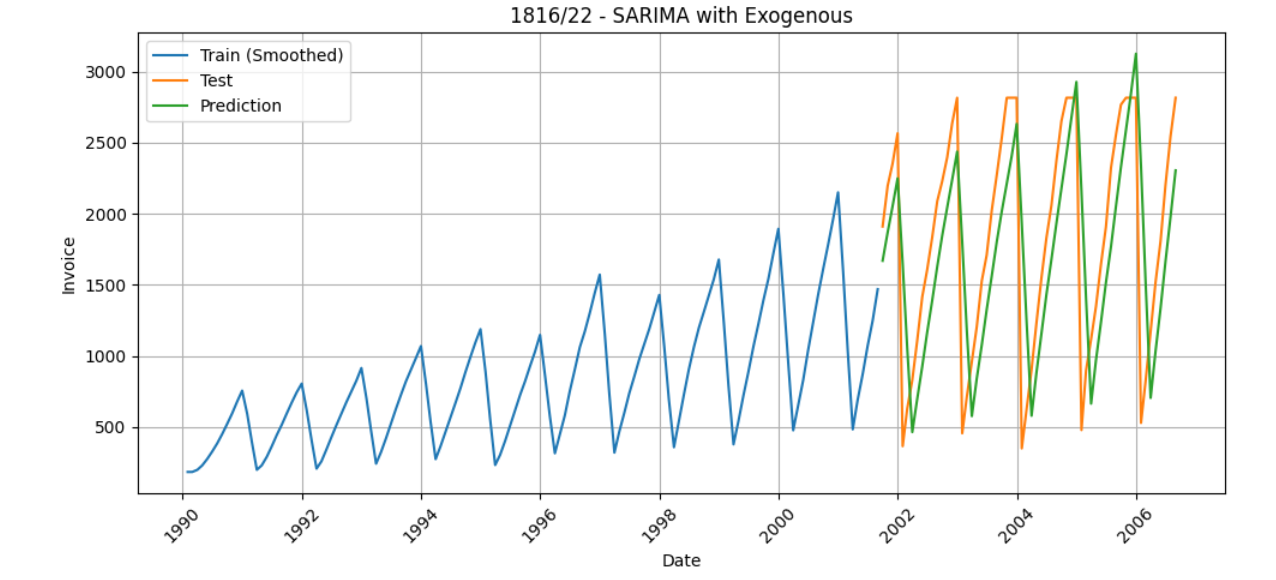 1816/22 - SARIMA with Exogenous
Train (Smoothed)
Test
Prediction
3000
2500
2000
1500
1000
500
Invoice
1990
1992
1994
1996
1998
2000
2002
2004
2006
Date